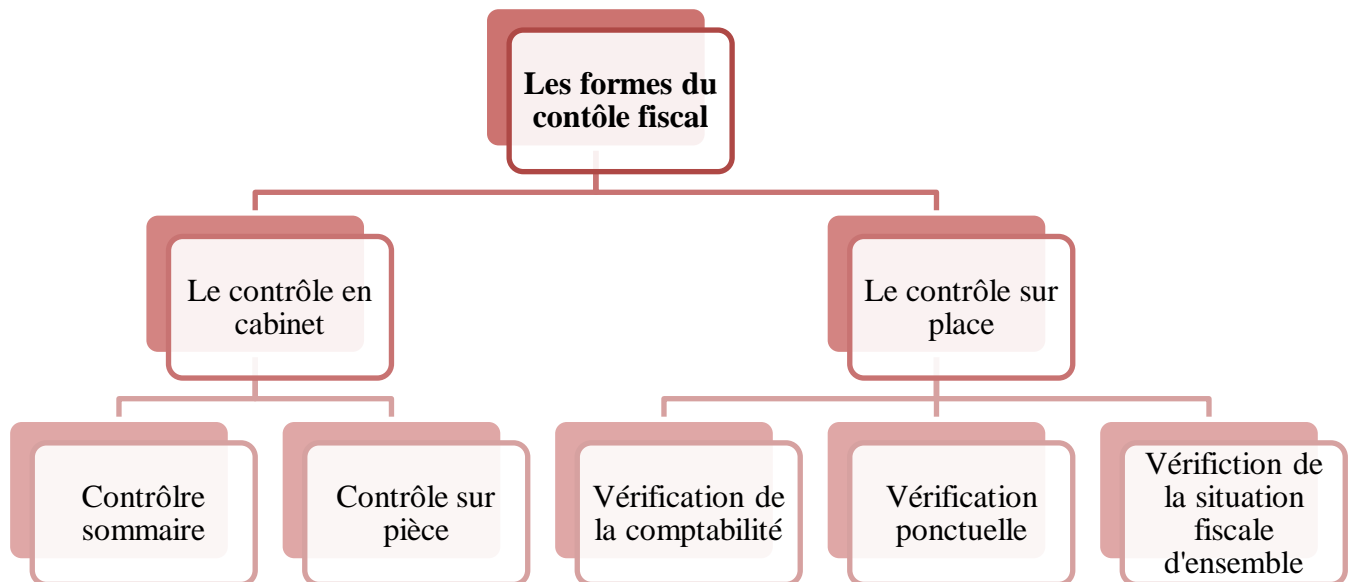 Les formes du
contôle fiscal
Le contrôle en
cabinet
Le contrôle sur
place
Contrôlre
sommaire
Contrôle sur
pièce
Vérification de
la comptabilité
Vérification
ponctuelle
Vérifiction de
la situation
fiscale
d'ensemble